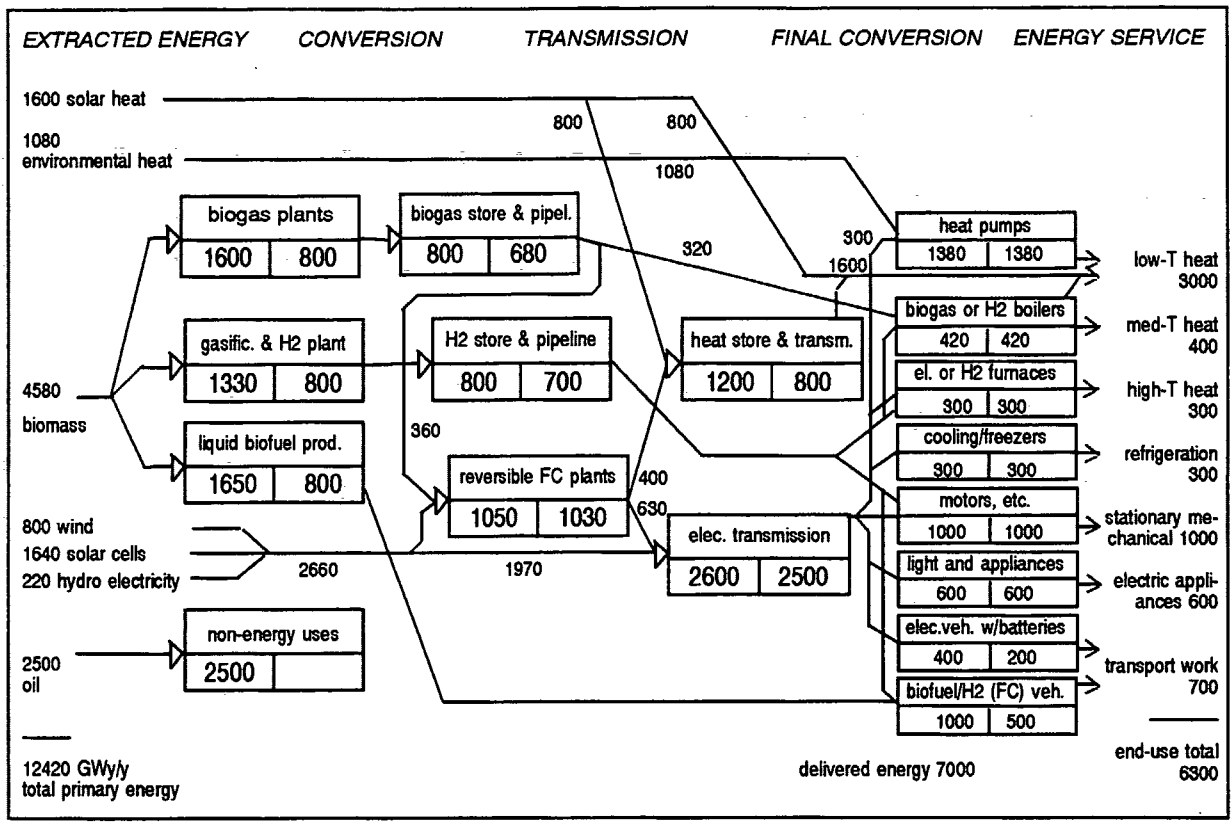 EXTRACTED ENERGY CONVERSION TRANSMISSION FINAL CONVERSION ENERGY SERVICE
1600 solar heat
800 800
1080
environmental heat
1080
biogas plants
1600 800
biogas store & pipel.
800 680
320
300
1600
heat pumps
1380 1380
low-T heat
3000
gasific. & H2 plant
1330 800
H2 store & pipeline
800 700
heat store & transm.
1200 800
biogas or H2 boilers
420 420
med-T heat
400
el. or H2 furnaces
300 300
high-T heat
300
4580
biomass
360
liquid biofuel prod.
1650 800
reversible FC plants
1050 1030
400
630
cooling/freezers
300 300
refrigeration
300
motors, etc.
1000 1000
stationary me-
chanical 1000
800 wind
1640 solar cells
220 hydro electricity
2660
1970
elec. transmission
2600 2500
light and appliances
600 600
electric appli-
ances 600
non-energy uses
2500
2500
oil
elec.veh. w/batteries
400 200
transport work
700
biofuel/H2 (FC) veh.
1000 500
12420 GWy/y
total primary energy
delivered energy 7000
end-use total
6300